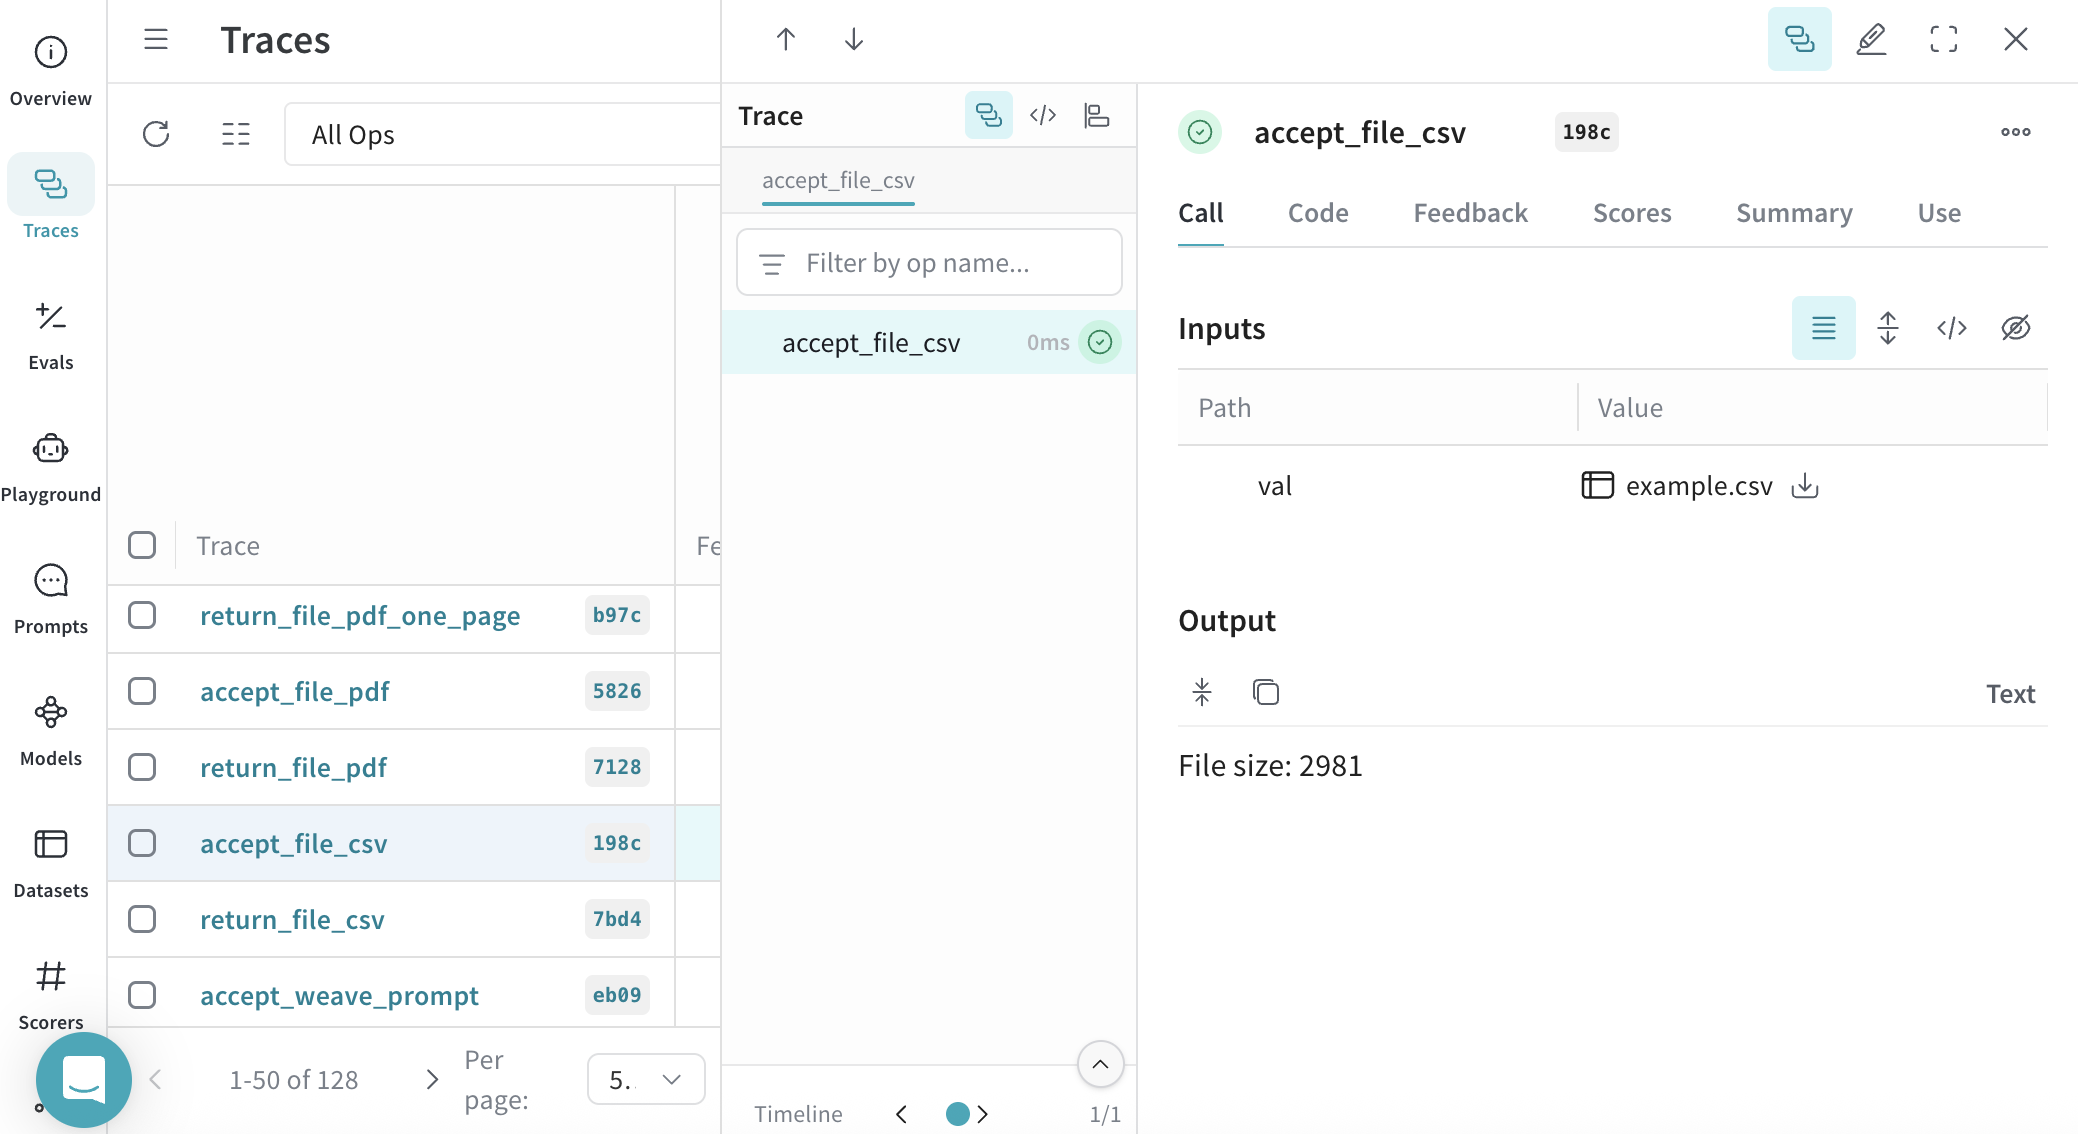 Overview
Traces
Evals
Playground
Prompts
Models
Datasets
Scorers
Traces
All Ops
Trace
Fe
return_file_pdf_one_page b97c
accept_file_pdf 5826
return_file_pdf 7128
accept_file_csv 198c
return_file_csv 7bd4
accept_weave_prompt eb09
1-50 of 128
Per
page:
5.
Trace
accept_file_csv
Filter by op name...
accept_file_csv 0ms
Timeline
1/1
accept_file_csv 198c
Call Code Feedback Scores Summary Use
Inputs
Path Value
val example.csv
Output
Text
File size: 2981